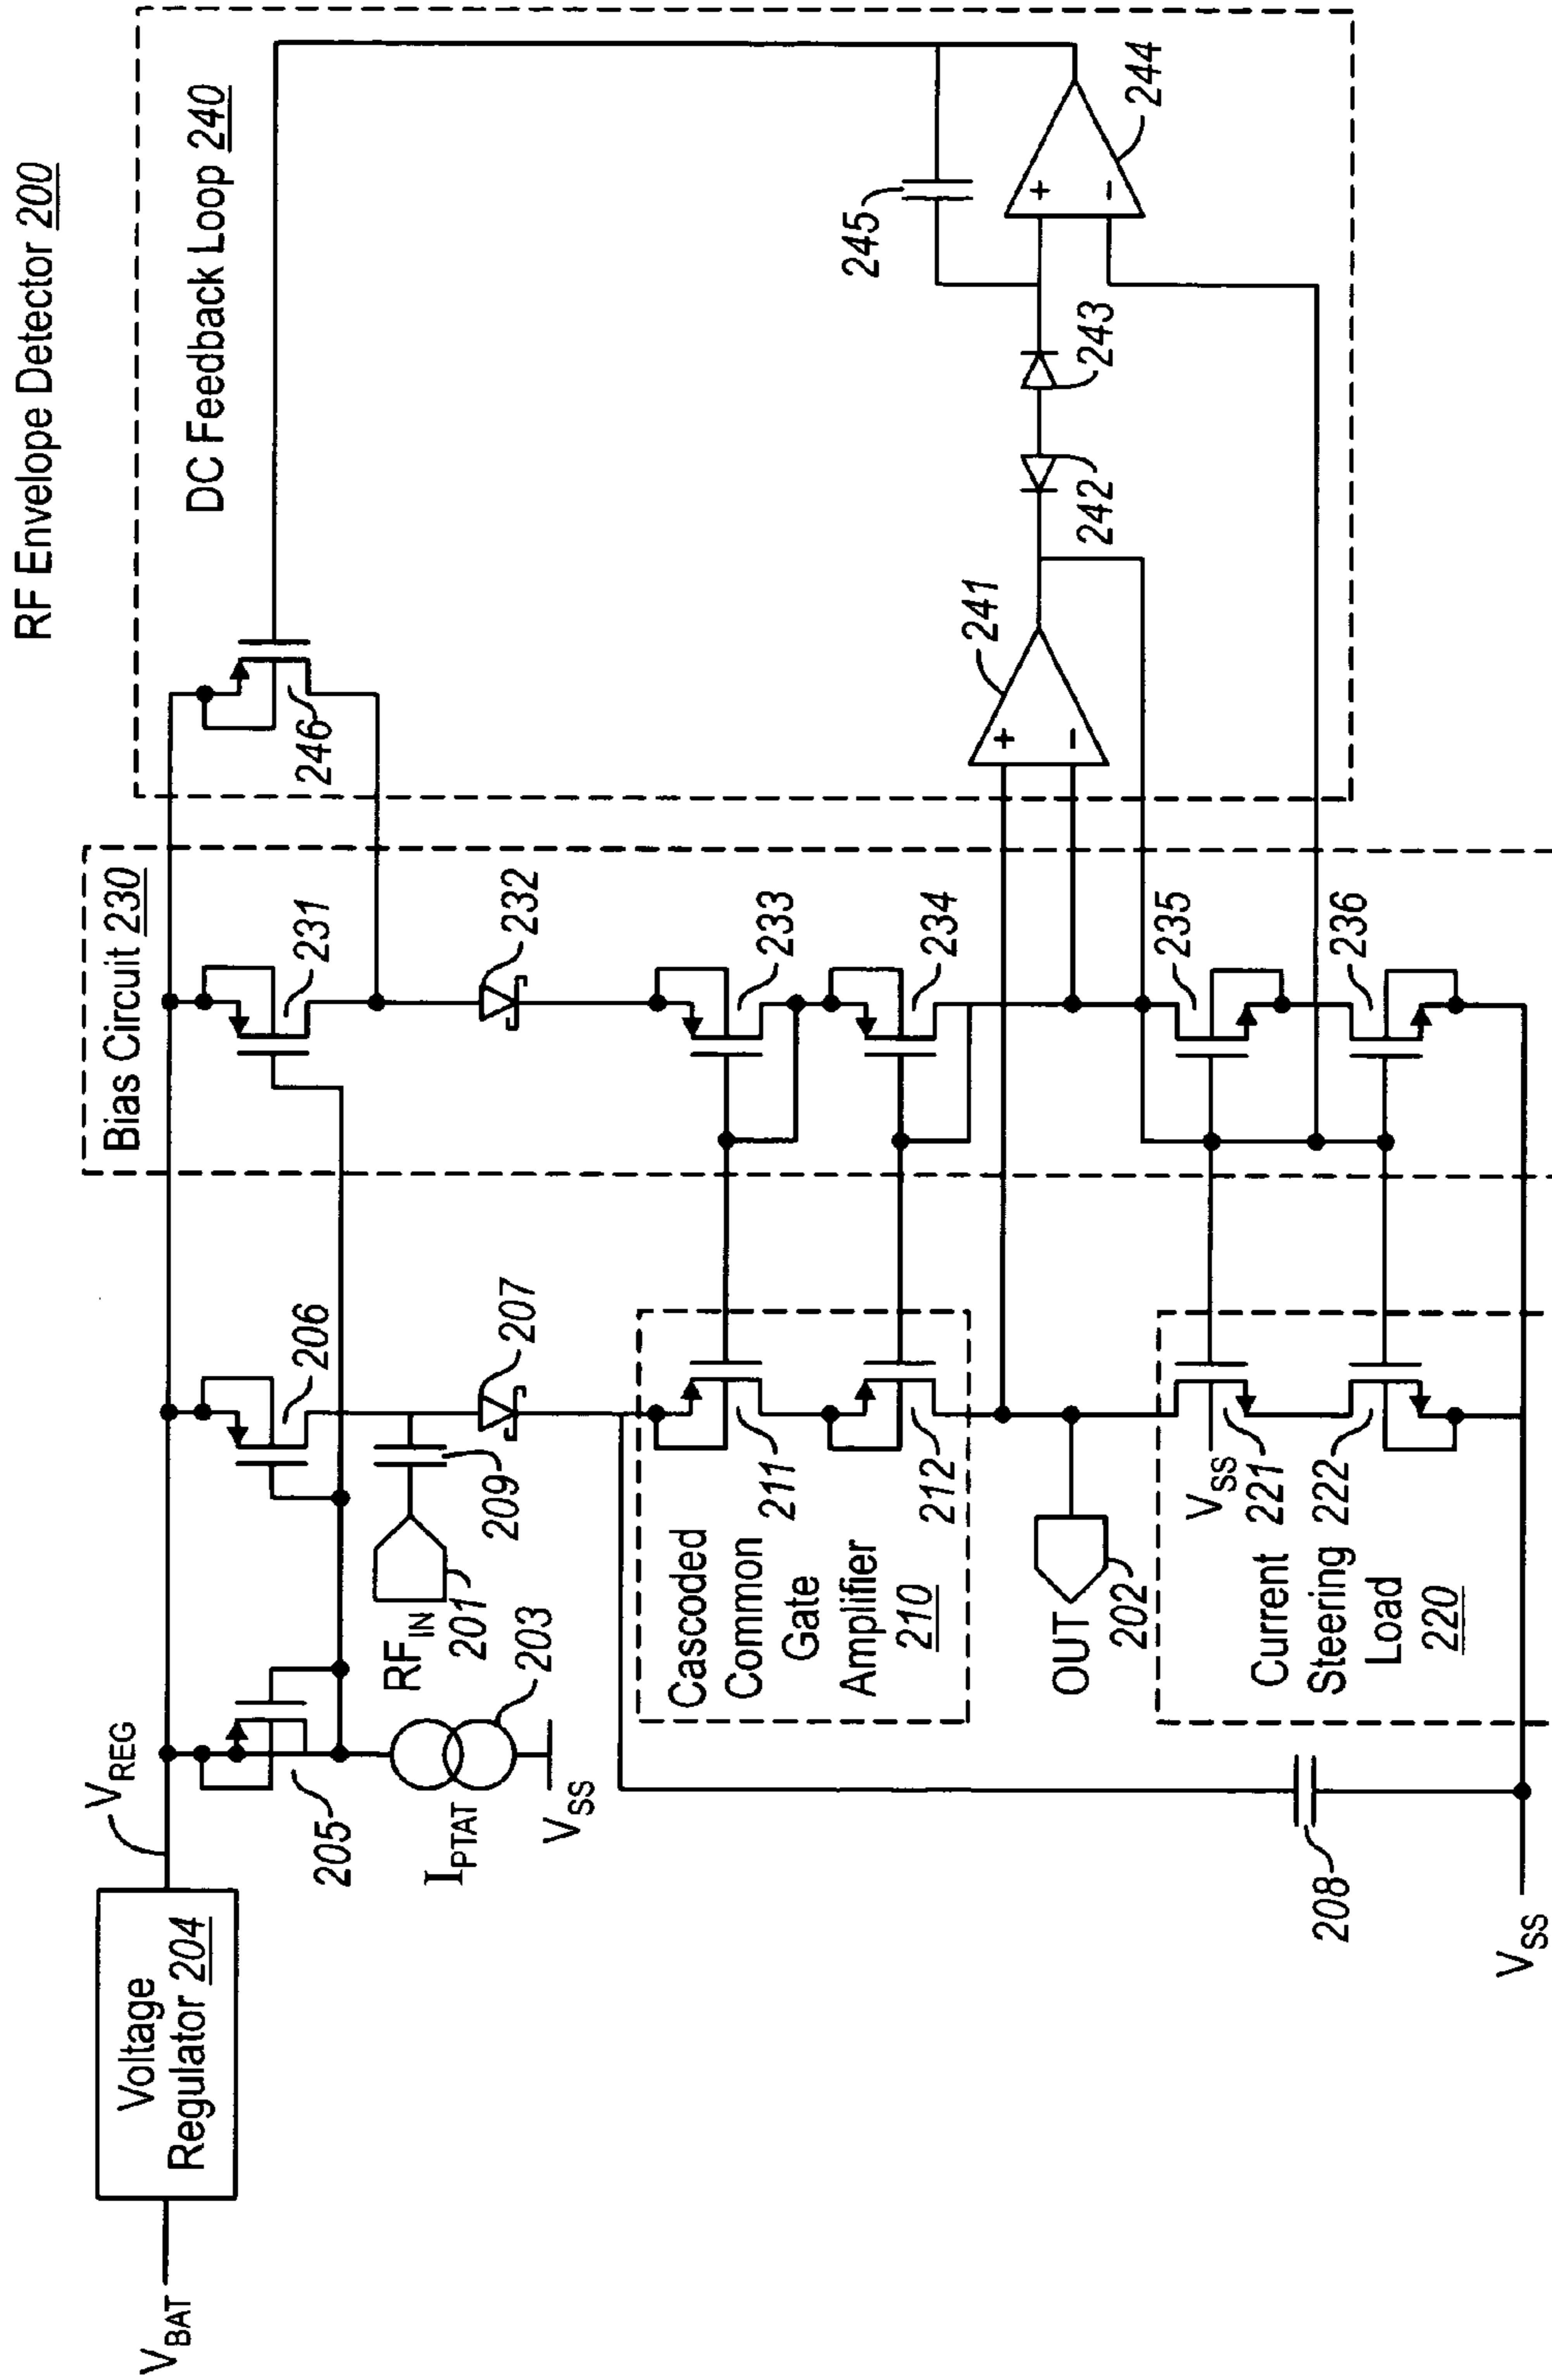 RF Envelope Detector 200
DC Feedback Loop 240
Bias Circuit 230
V_BAT
Voltage
Regulator 204
V_REG
205
I_PTAT
203
V_SS
206
RF_IN
201
209
207
231
232
246
Cascoded
Common
Gate
Amplifier
210
211
212
233
234
OUT
202
241
+
-
242
243
245
244
+
-
Current
Steering
Load
220
V_SS
221
222
235
236
208
V_SS